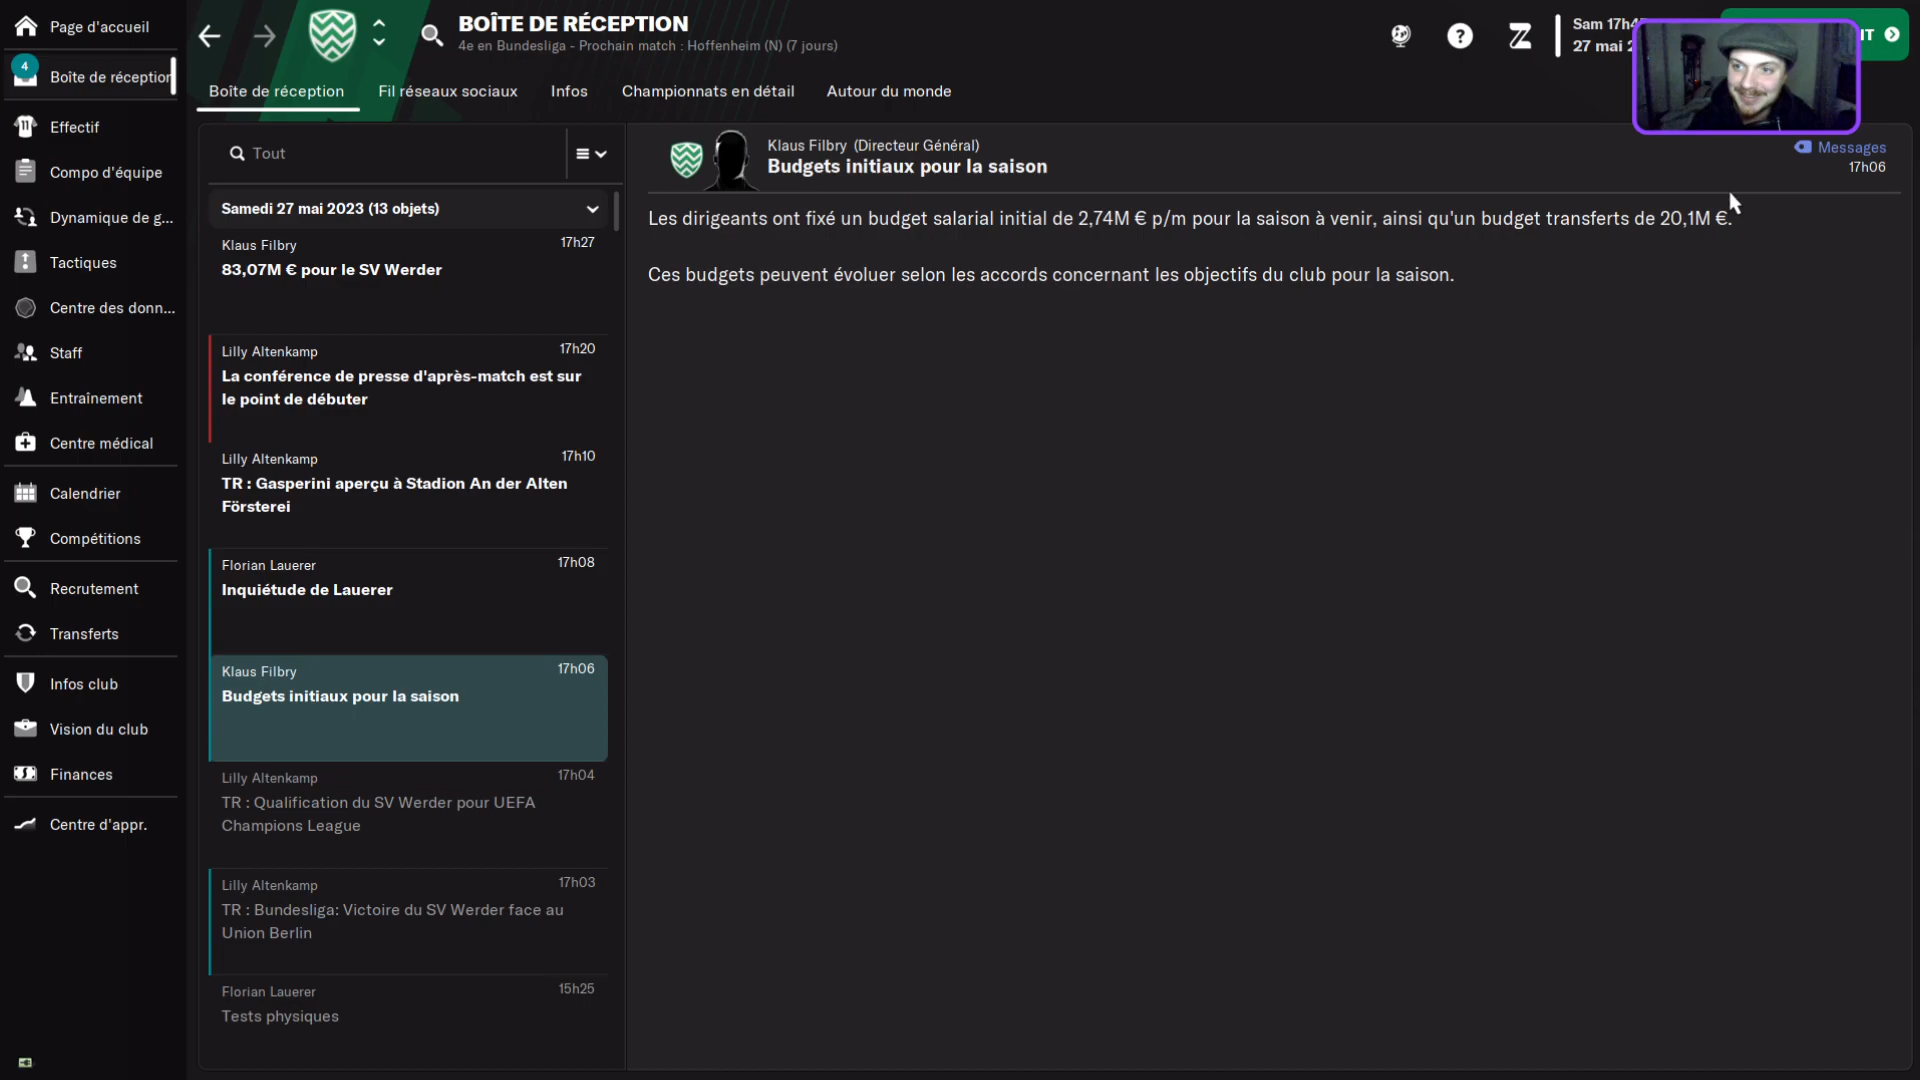 Page d'accueil
4
Boîte de réception
Effectif
Compo d'équipe
Dynamique de g...
Tactiques
Centre des donn...
Staff
Entraînement
Centre médical
Calendrier
Compétitions
Recrutement
Transferts
Infos club
Vision du club
Finances
Centre d'appr.
BOÎTE DE RÉCEPTION
4e en Bundesliga - Prochain match : Hoffenheim (N) (7 jours)
Sam
27 mai
Boîte de réception Fil réseaux sociaux Infos Championnats en détail Autour du monde
Tout
Samedi 27 mai 2023 (13 objets)
Klaus Filbry 17h27
83,07M € pour le SV Werder
Lilly Altenkamp 17h20
La conférence de presse d'après-match est sur
le point de débuter
Lilly Altenkamp 17h10
TR : Gasperini aperçu à Stadion An der Alten
Försterei
Florian Lauerer 17h08
Inquiétude de Lauerer
Klaus Filbry 17h06
Budgets initiaux pour la saison
Lilly Altenkamp 17h04
TR : Qualification du SV Werder pour UEFA
Champions League
Lilly Altenkamp 17h03
TR : Bundesliga: Victoire du SV Werder face au
Union Berlin
Florian Lauerer 15h25
Tests physiques
Klaus Filbry (Directeur Général)
Budgets initiaux pour la saison
Messages
17h06
Les dirigeants ont fixé un budget salarial initial de 2,74M € p/m pour la saison à venir, ainsi qu'un budget transferts de 20,1M €.
Ces budgets peuvent évoluer selon les accords concernant les objectifs du club pour la saison.